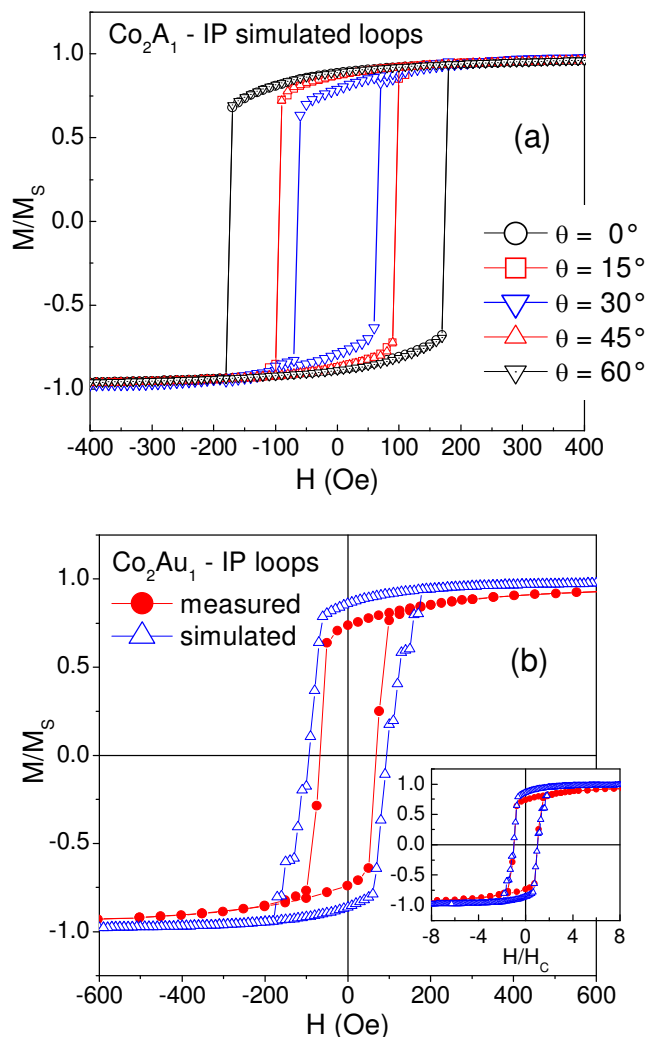 Co₂A₁ - IP simulated loops
(a)
1.0
0.5
0.0
-0.5
-1.0
M/M_S
θ = 0°
θ = 15°
θ = 30°
θ = 45°
θ = 60°
-400 -300 -200 -100 0 100 200 300 400
H (Oe)
Co₂Au₁ - IP loops
measured
simulated
(b)
1.0
0.5
0.0
-0.5
-1.0
M/M_S
1.0
0.5
0.0
-0.5
-1.0
-8 -4 0 4 8
H/H_C
-600 -400 -200 0 200 400 600
H (Oe)